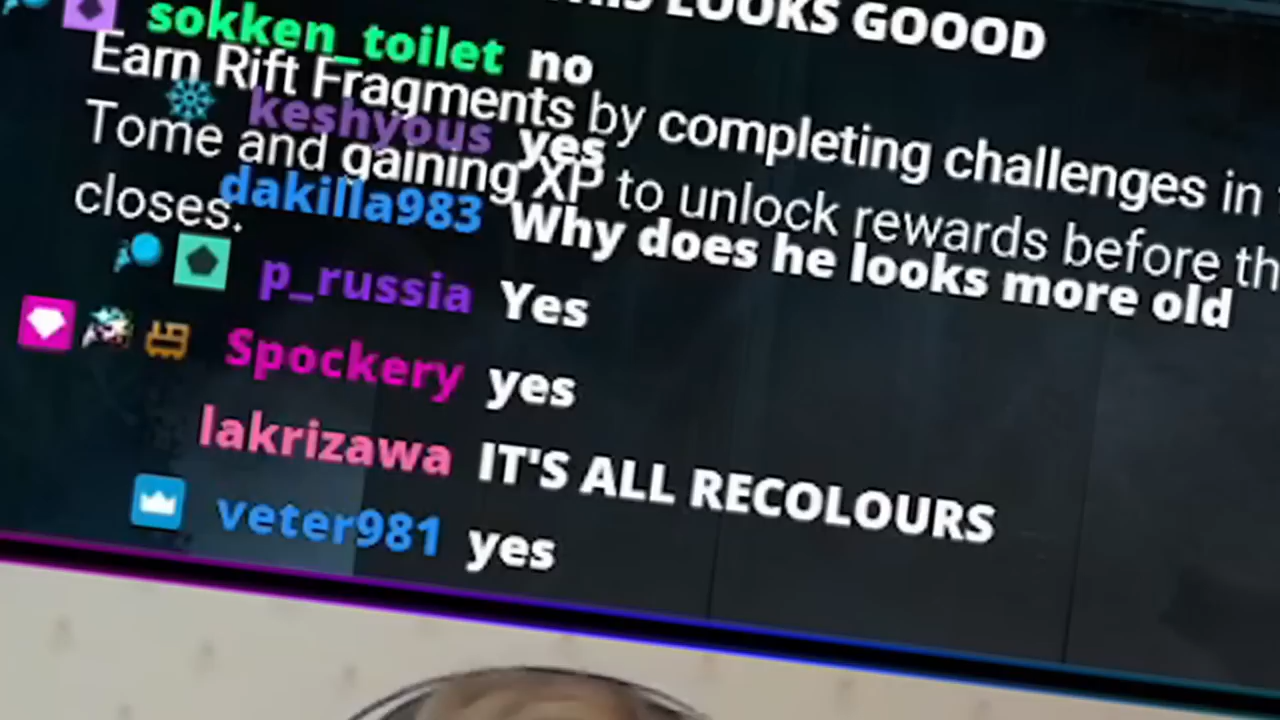 LOOKS GOOOD
sokken_toilet no
Earn Rift Fragments by completing challenges in
keshyous yes
Tome and gaining XP to unlock rewards before
dakilla983 Why does he looks more old
closes.
p_russia Yes
Spockery yes
lakrizawa IT'S ALL RECOLOURS
veter981 yes